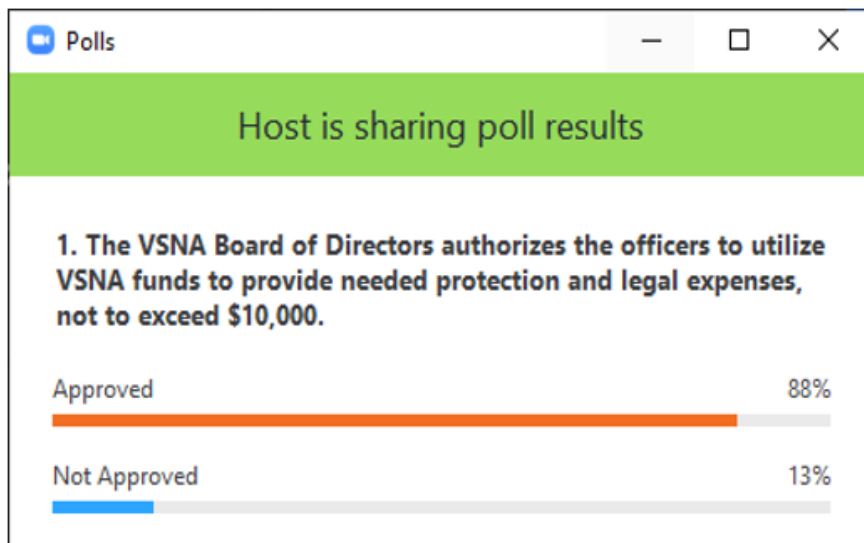 Polls
Host is sharing poll results
1. The VSNA Board of Directors authorizes the officers to utilize
VSNA funds to provide needed protection and legal expenses,
not to exceed $10,000.
Approved 88%
Not Approved 13%